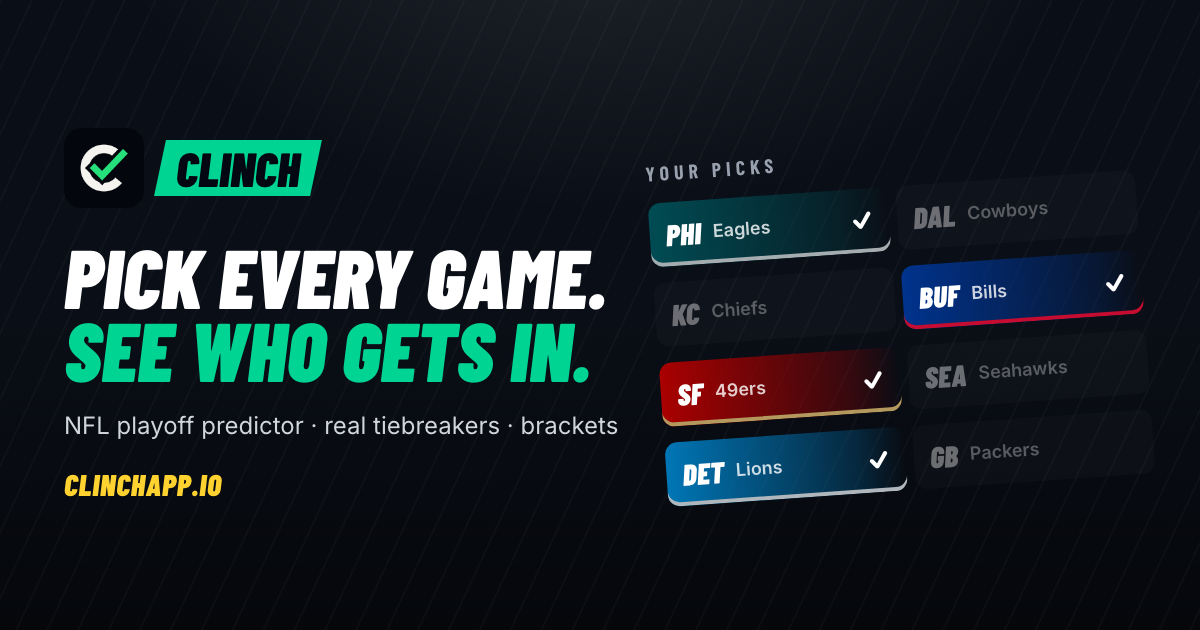 CLINCH
PICK EVERY GAME.
SEE WHO GETS IN.
NFL playoff predictor · real tiebreakers · brackets
CLINCHAPP.IO
YOUR PICKS
PHI Eagles
DAL Cowboys
KC Chiefs
BUF Bills
SF 49ers
SEA Seahawks
DET Lions
GB Packers